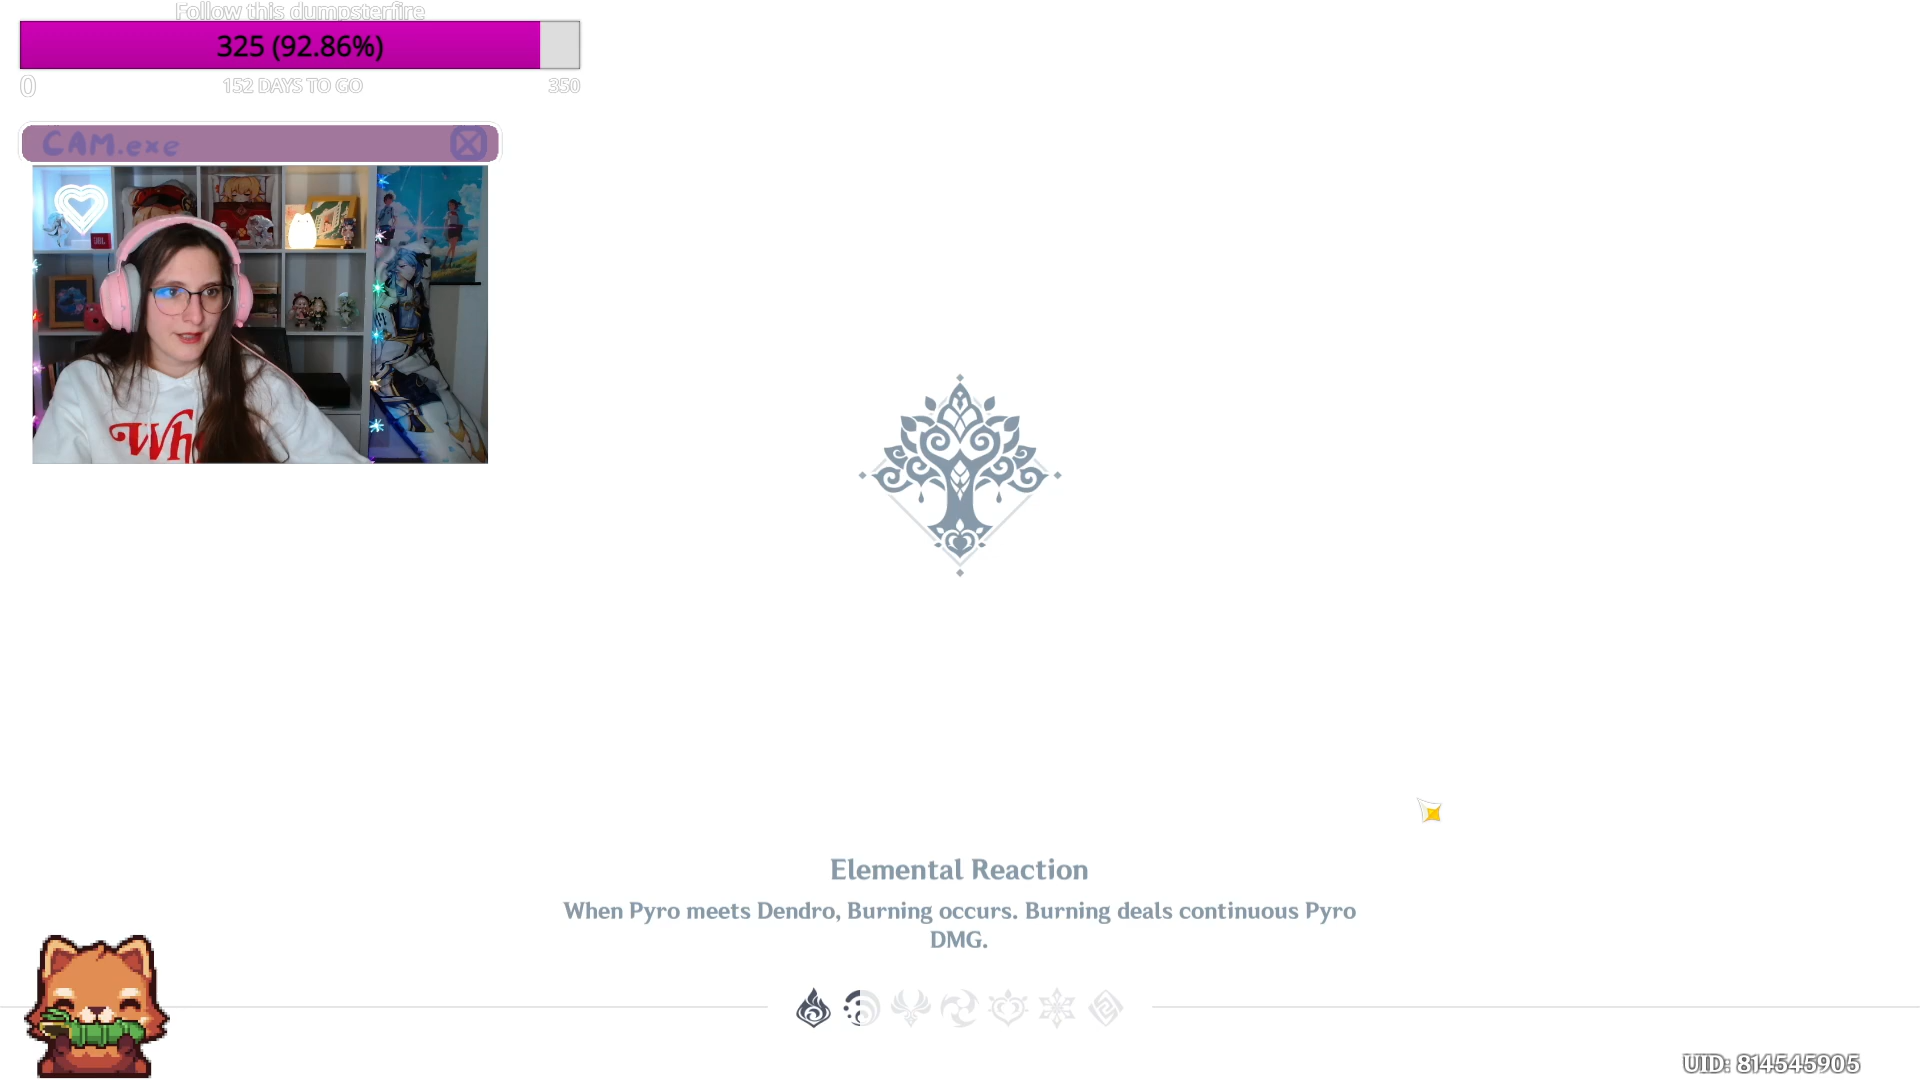 Follow this dumpsterfire
325 (92.86%)
0
152 DAYS TO GO
350
CAM.exe
Wh
Elemental Reaction
When Pyro meets Dendro, Burning occurs. Burning deals continuous Pyro
DMG.
UID: 814545905